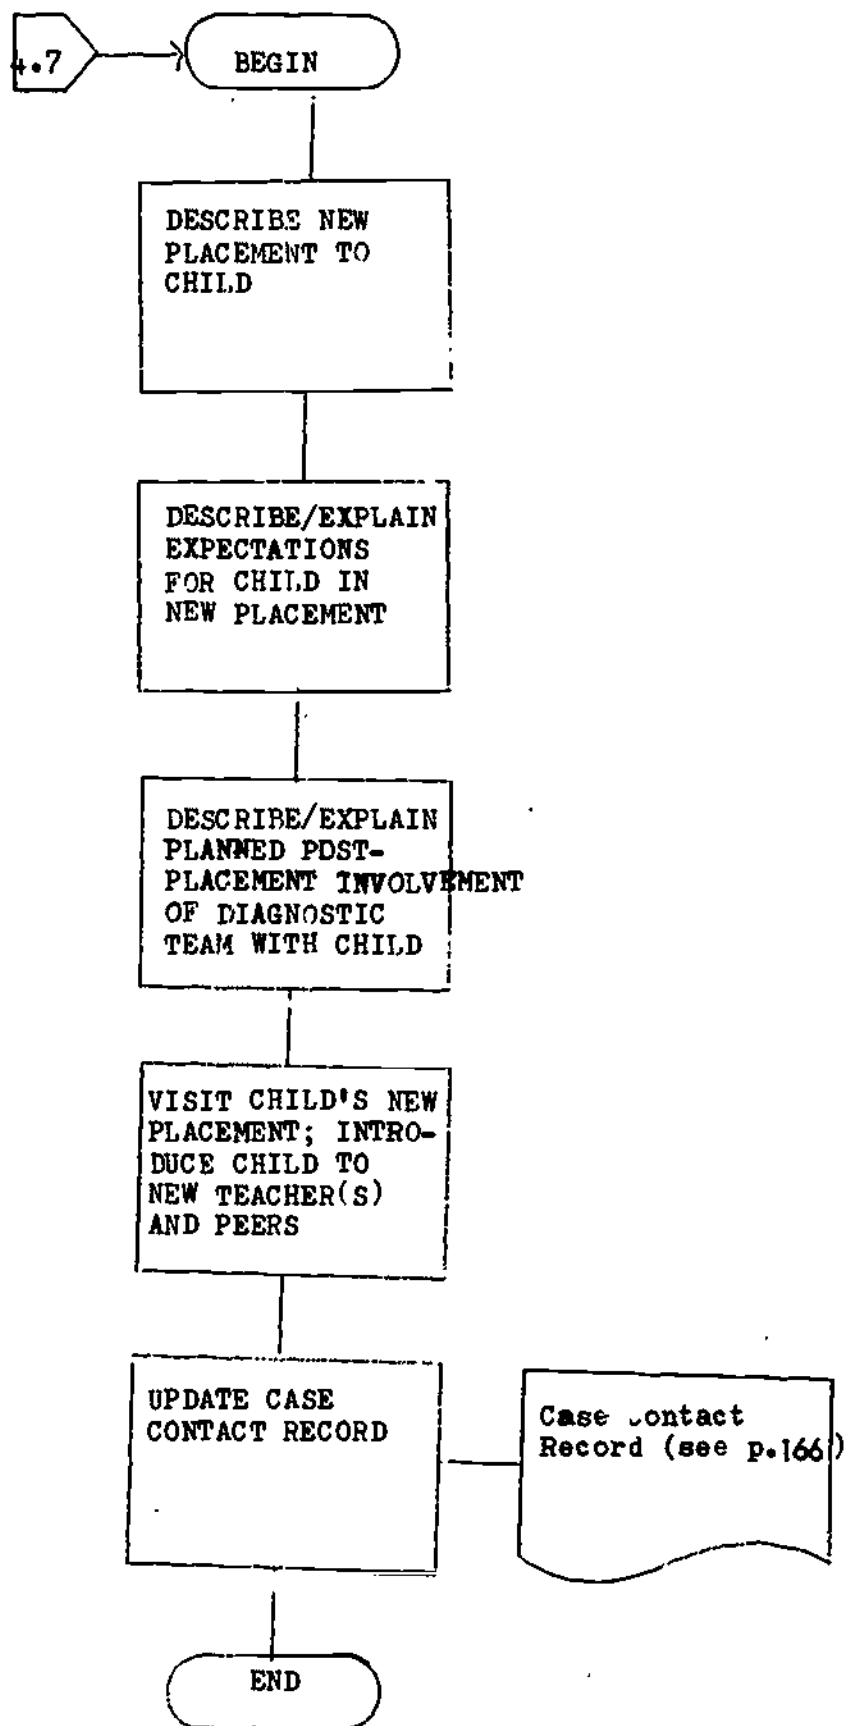 4.7
BEGIN
DESCRIBE NEW
PLACEMENT TO
CHILD
DESCRIBE/EXPLAIN
EXPECTATIONS
FOR CHILD IN
NEW PLACEMENT
DESCRIBE/EXPLAIN
PLANNED POST-
PLACEMENT INVOLVEMENT
OF DIAGNOSTIC
TEAM WITH CHILD
VISIT CHILD'S NEW
PLACEMENT; INTRO-
DUCE CHILD TO
NEW TEACHER(S)
AND PEERS
UPDATE CASE
CONTACT RECORD
Case Contact
Record (see p.166)
END